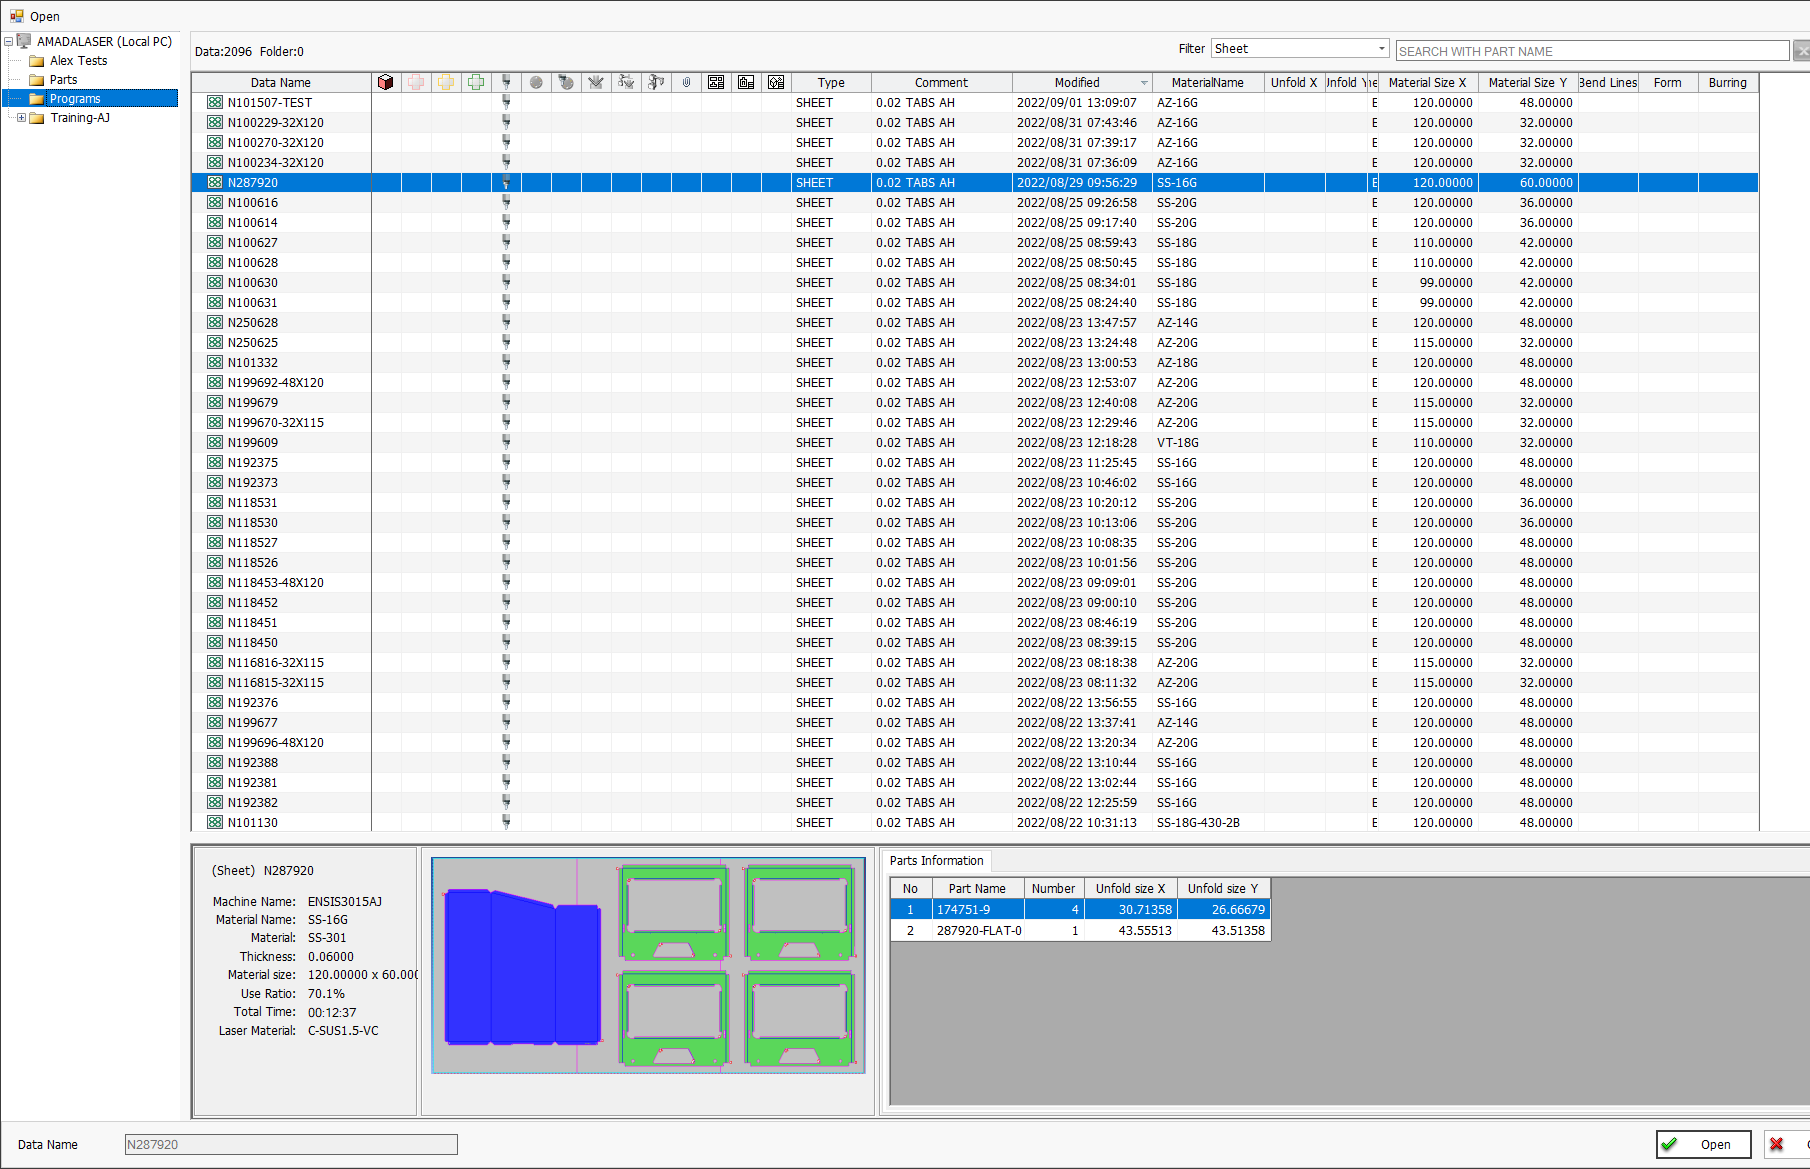 Open
AMADALASER (Local PC)
Alex Tests
Parts
Programs
Training-AJ
Data:2096 Folder:0
Filter Sheet SEARCH WITH PART NAME
Data Name Type Comment Modified MaterialName Unfold X Material Size X Material Size Y Bend Lines Form Burring
N101507-TEST SHEET 0.02 TABS AH 2022/09/01 13:09:07 AZ-16G E 120.00000 48.00000
N100229-32X120 SHEET 0.02 TABS AH 2022/08/31 07:43:46 AZ-16G E 120.00000 32.00000
N100270-32X120 SHEET 0.02 TABS AH 2022/08/31 07:39:17 AZ-16G E 120.00000 32.00000
N100234-32X120 SHEET 0.02 TABS AH 2022/08/31 07:36:09 AZ-16G E 120.00000 32.00000
N287920 SHEET 0.02 TABS AH 2022/08/29 09:56:29 SS-16G E 120.00000 60.00000
N100616 SHEET 0.02 TABS AH 2022/08/25 09:26:58 SS-20G E 120.00000 36.00000
N100614 SHEET 0.02 TABS AH 2022/08/25 09:17:40 SS-20G E 120.00000 36.00000
N100627 SHEET 0.02 TABS AH 2022/08/25 08:59:43 SS-18G E 110.00000 42.00000
N100628 SHEET 0.02 TABS AH 2022/08/25 08:50:45 SS-18G E 110.00000 42.00000
N100630 SHEET 0.02 TABS AH 2022/08/25 08:34:01 SS-18G E 99.00000 42.00000
N100631 SHEET 0.02 TABS AH 2022/08/25 08:24:40 SS-18G E 99.00000 42.00000
N250628 SHEET 0.02 TABS AH 2022/08/23 13:47:57 AZ-14G E 120.00000 48.00000
N250625 SHEET 0.02 TABS AH 2022/08/23 13:24:48 AZ-20G E 115.00000 32.00000
N101332 SHEET 0.02 TABS AH 2022/08/23 13:00:53 AZ-18G E 120.00000 48.00000
N199692-48X120 SHEET 0.02 TABS AH 2022/08/23 12:53:07 AZ-20G E 120.00000 48.00000
N199679 SHEET 0.02 TABS AH 2022/08/23 12:40:08 AZ-20G E 115.00000 32.00000
N199670-32X115 SHEET 0.02 TABS AH 2022/08/23 12:29:46 AZ-20G E 115.00000 32.00000
N199609 SHEET 0.02 TABS AH 2022/08/23 12:18:28 VT-18G E 110.00000 32.00000
N192375 SHEET 0.02 TABS AH 2022/08/23 11:25:45 SS-16G E 120.00000 48.00000
N192373 SHEET 0.02 TABS AH 2022/08/23 10:46:02 SS-16G E 120.00000 48.00000
N118531 SHEET 0.02 TABS AH 2022/08/23 10:20:12 SS-20G E 120.00000 36.00000
N118530 SHEET 0.02 TABS AH 2022/08/23 10:13:06 SS-20G E 120.00000 36.00000
N118527 SHEET 0.02 TABS AH 2022/08/23 10:08:35 SS-20G E 120.00000 48.00000
N118526 SHEET 0.02 TABS AH 2022/08/23 10:01:56 SS-20G E 120.00000 48.00000
N118453-48X120 SHEET 0.02 TABS AH 2022/08/23 09:09:01 SS-20G E 120.00000 48.00000
N118452 SHEET 0.02 TABS AH 2022/08/23 09:00:10 SS-20G E 120.00000 48.00000
N118451 SHEET 0.02 TABS AH 2022/08/23 08:46:19 SS-20G E 120.00000 48.00000
N118450 SHEET 0.02 TABS AH 2022/08/23 08:39:15 SS-20G E 120.00000 48.00000
N116816-32X115 SHEET 0.02 TABS AH 2022/08/23 08:18:38 AZ-20G E 115.00000 32.00000
N116815-32X115 SHEET 0.02 TABS AH 2022/08/23 08:11:32 AZ-20G E 115.00000 32.00000
N192376 SHEET 0.02 TABS AH 2022/08/22 13:56:55 SS-16G E 120.00000 48.00000
N199677 SHEET 0.02 TABS AH 2022/08/22 13:37:41 AZ-14G E 120.00000 48.00000
N199696-48X120 SHEET 0.02 TABS AH 2022/08/22 13:20:34 AZ-20G E 120.00000 48.00000
N192388 SHEET 0.02 TABS AH 2022/08/22 13:10:44 SS-16G E 120.00000 48.00000
N192381 SHEET 0.02 TABS AH 2022/08/22 13:02:44 SS-16G E 120.00000 48.00000
N192382 SHEET 0.02 TABS AH 2022/08/22 12:25:59 SS-16G E 120.00000 48.00000
N101130 SHEET 0.02 TABS AH 2022/08/22 10:31:13 SS-18G-430-2B E 120.00000 48.00000
(Sheet) N287920
Machine Name: ENSIS3015AJ
Material Name: SS-16G
Material: SS-301
Thickness: 0.06000
Material size: 120.00000 x 60.000
Use Ratio: 70.1%
Total Time: 00:12:37
Laser Material: C-SUS1.5-VC
Parts Information
No Part Name Number Unfold size X Unfold size Y
1 174751-9 4 30.71358 26.66679
2 287920-FLAT-0 1 43.55513 43.51358
Data Name N287920
Open